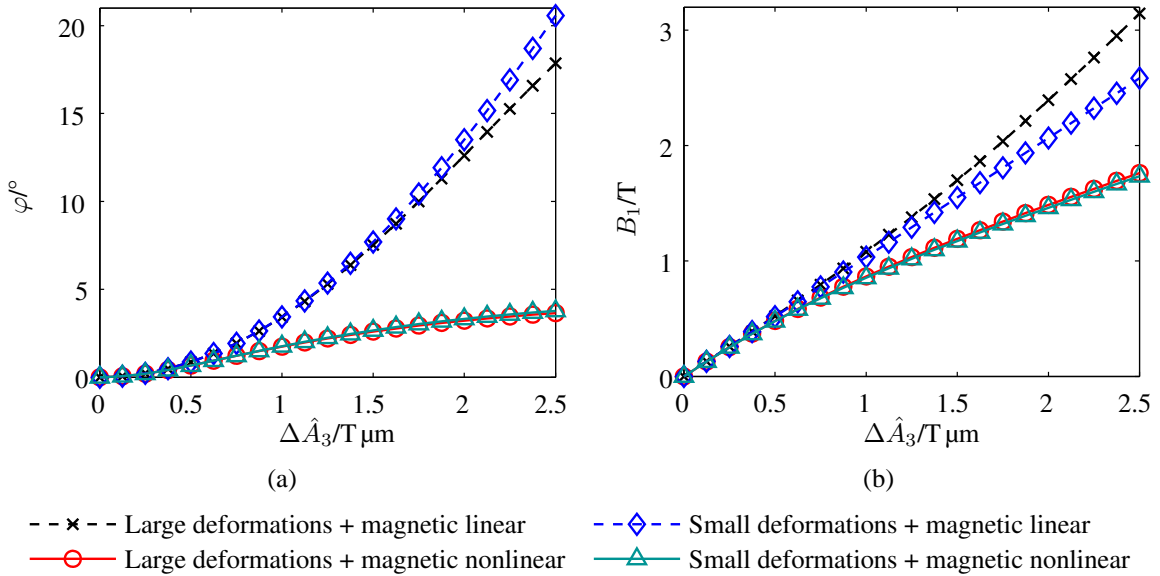 20
15
10
5
0
φ/°
0 0.5 1 1.5 2 2.5
ΔÂ₃/T µm
(a)
3
2
1
0
B₁/T
0 0.5 1 1.5 2 2.5
ΔÂ₃/T µm
(b)
Large deformations + magnetic linear
Small deformations + magnetic linear
Large deformations + magnetic nonlinear
Small deformations + magnetic nonlinear